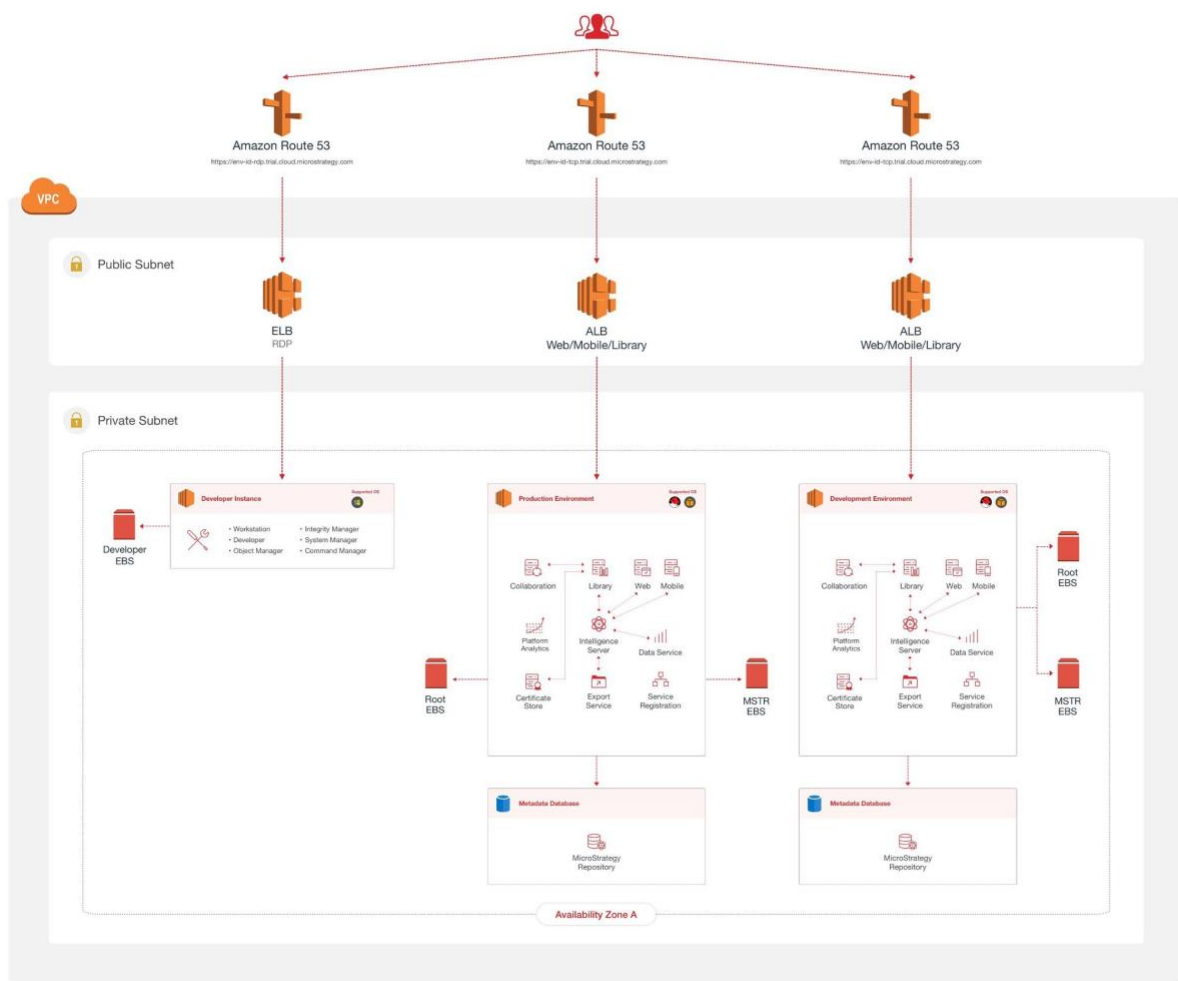 Amazon Route 53
https://env-id-rdp.trial.cloud.microstrategy.com
Amazon Route 53
https://env-id-tcp.trial.cloud.microstrategy.com
Amazon Route 53
https://env-id-tcp.trial.cloud.microstrategy.com
VPC
Public Subnet
ELB
RDP
ALB
Web/Mobile/Library
ALB
Web/Mobile/Library
Private Subnet
Developer Instance
Supported OS
• Workstation
• Developer
• Object Manager
• Integrity Manager
• System Manager
• Command Manager
Developer
EBS
Production Environment
Supported OS
Collaboration
Library
Web
Mobile
Platform
Analytics
Intelligence
Server
Data Service
Certificate
Store
Export
Service
Service
Registration
Root
EBS
MSTR
EBS
Development Environment
Supported OS
Collaboration
Library
Web
Mobile
Platform
Analytics
Intelligence
Server
Data Service
Certificate
Store
Export
Service
Service
Registration
Root
EBS
MSTR
EBS
Metadata Database
MicroStrategy
Repository
Metadata Database
MicroStrategy
Repository
Availability Zone A